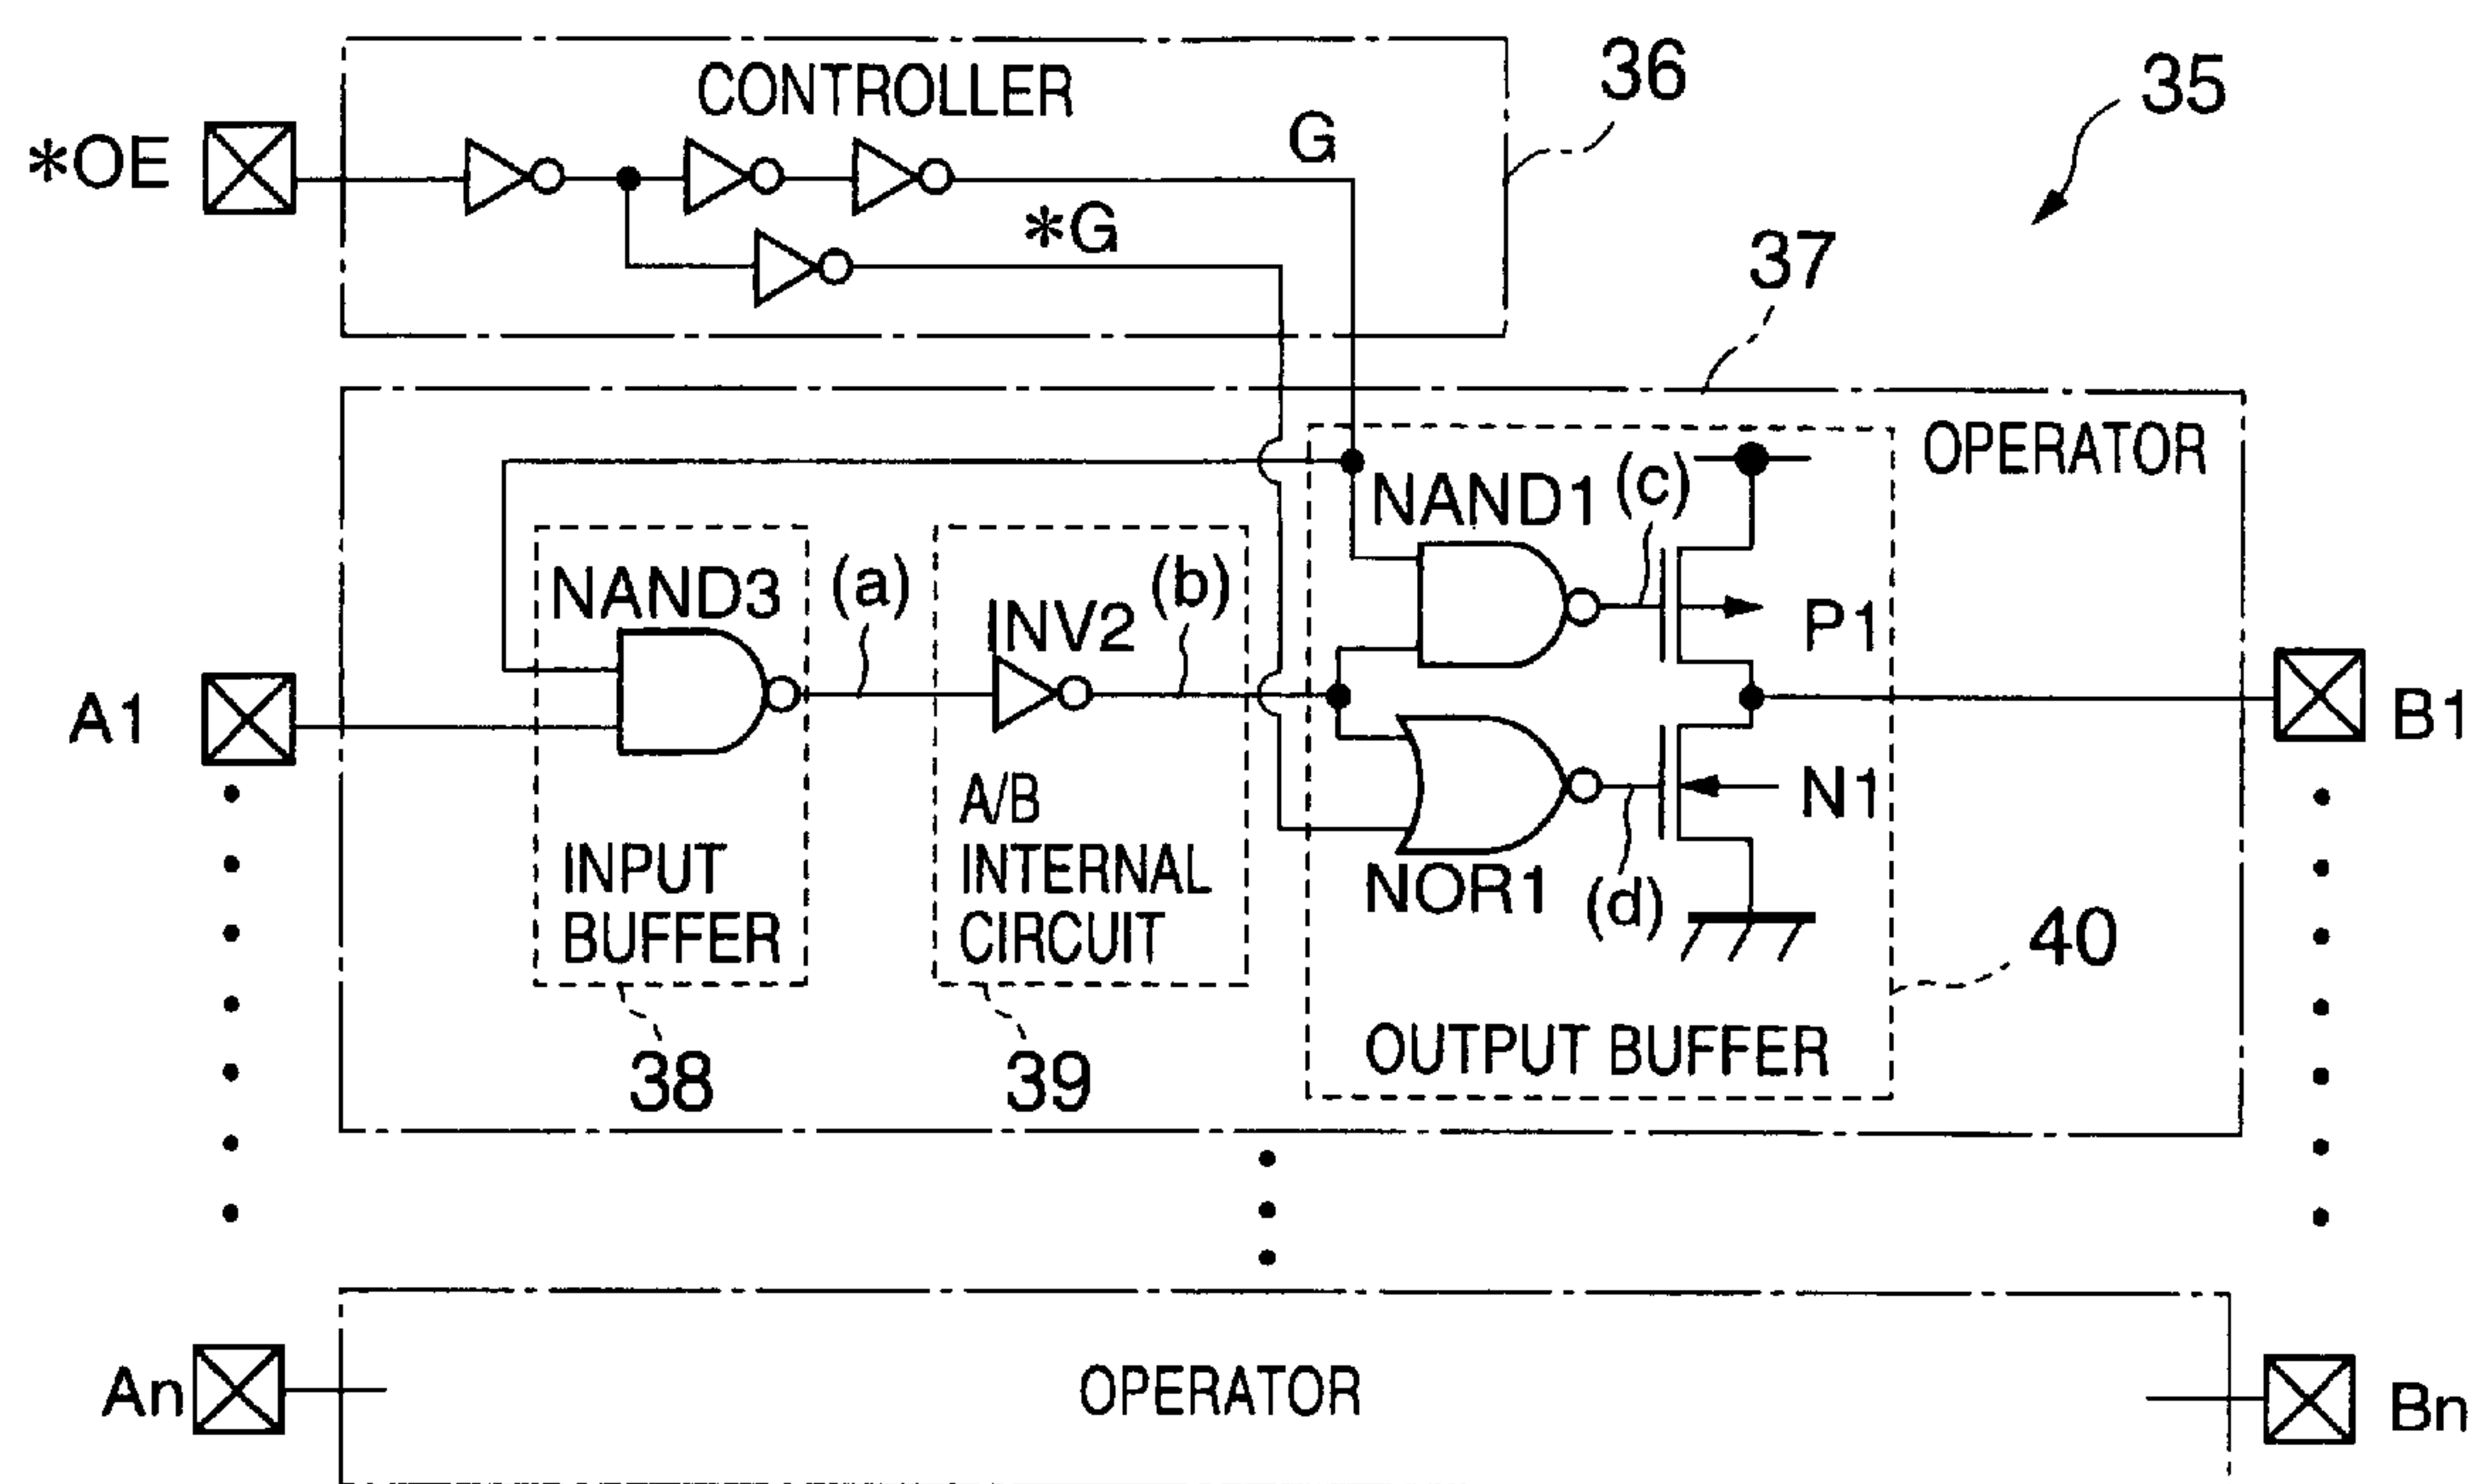 CONTROLLER
36
35
*OE
G
*G
37
OPERATOR
NAND1
(c)
NAND3
(a)
INV2
(b)
P1
A1
B1
N1
A/B
INTERNAL
CIRCUIT
INPUT
BUFFER
NOR1
(d)
40
OUTPUT BUFFER
38
39
An
OPERATOR
Bn